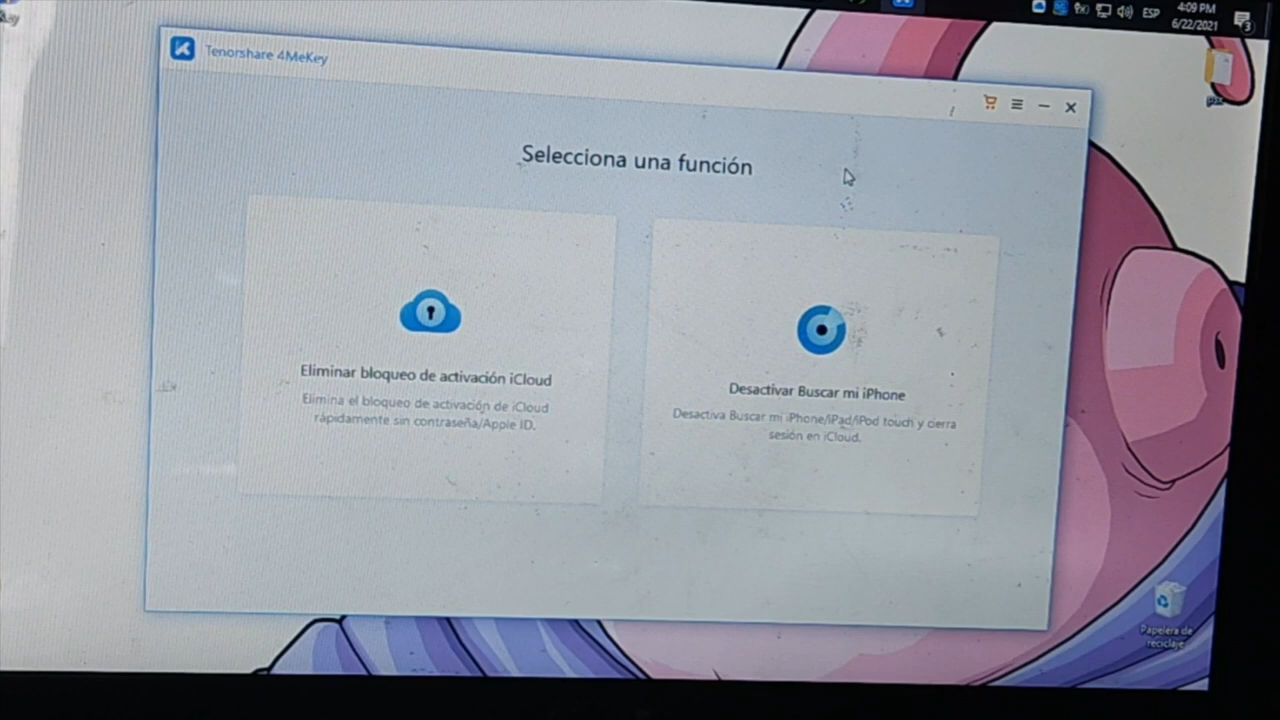 ESP
4:09 PM
6/22/2021
3
Tenorshare 4MeKey
Selecciona una función
Eliminar bloqueo de activación iCloud
Elimina el bloqueo de activación de iCloud
rápidamente sin contraseña/Apple ID.
Desactivar Buscar mi iPhone
Desactiva Buscar mi iPhone/iPad/iPod touch y cierra
sesión en iCloud.
Papelera de
reciclaje